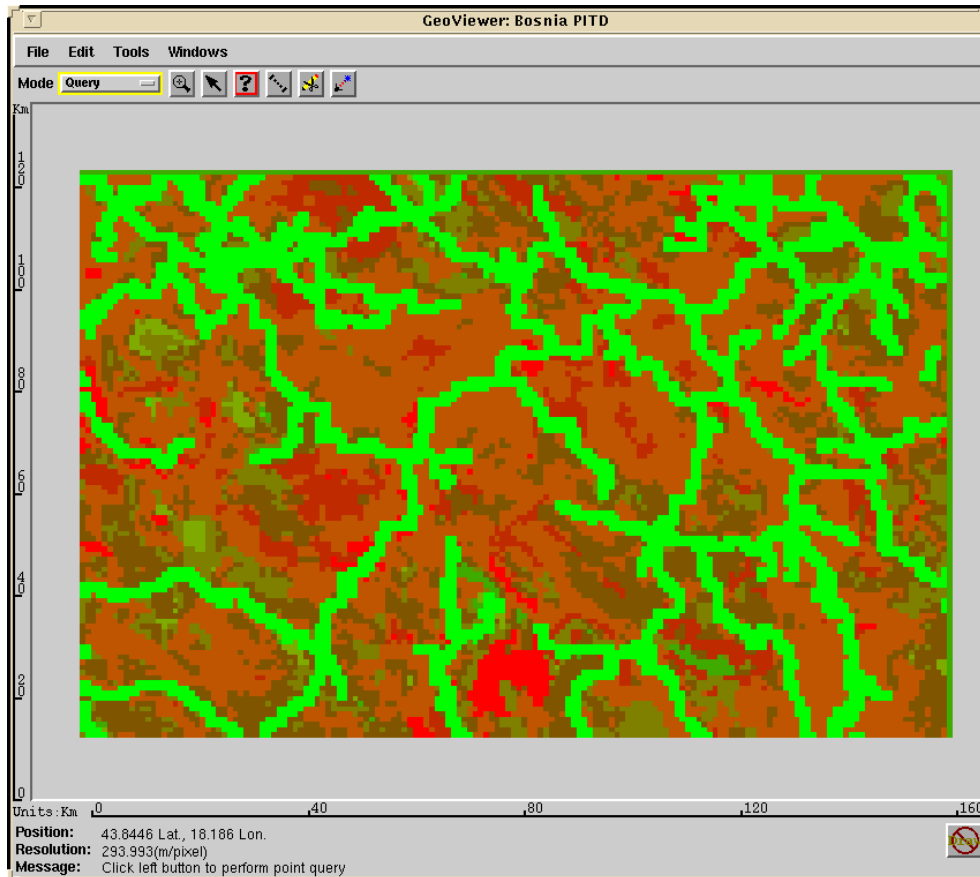 GeoViewer: Bosnia PITD
File Edit Tools Windows
Mode Query ?
Km
120
100
80
60
40
20
0
Units:Km 0 40 80 120 160
Position: 43.8446 Lat., 18.186 Lon.
Resolution: 293.993(m/pixel)
Message: Click left button to perform point query
Draw